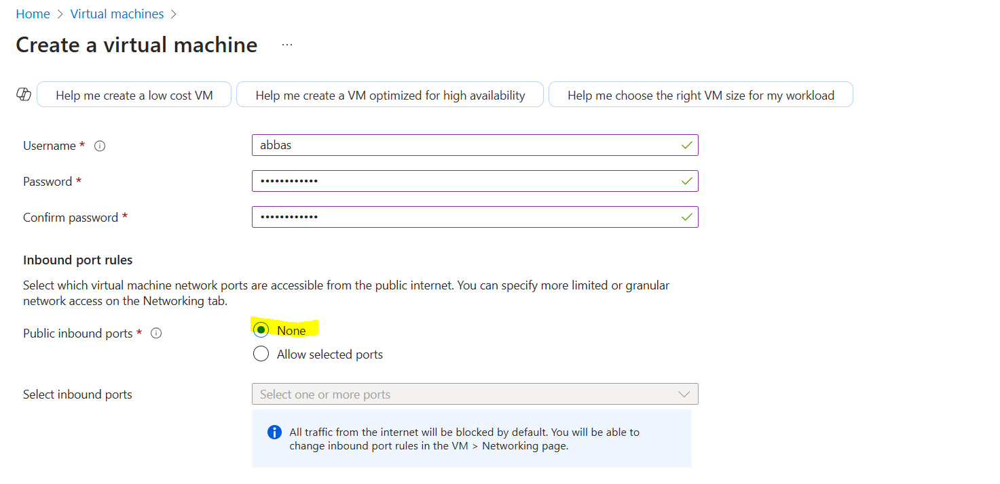 Home > Virtual machines >
Create a virtual machine ...
Help me create a low cost VM Help me create a VM optimized for high availability Help me choose the right VM size for my workload
Username * abbas
Password * ••••••••••••
Confirm password * ••••••••••••
Inbound port rules
Select which virtual machine network ports are accessible from the public internet. You can specify more limited or granular
network access on the Networking tab.
Public inbound ports * None
Allow selected ports
Select inbound ports Select one or more ports
All traffic from the internet will be blocked by default. You will be able to
change inbound port rules in the VM > Networking page.